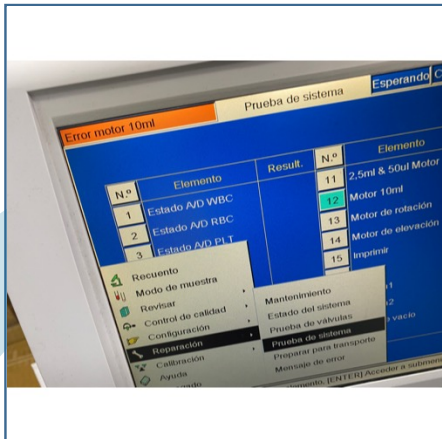 Error motor 10ml
Prueba de sistema
Esperando
N.º
Elemento
Result.
N.º
Elemento
1
Estado A/D WBC
2
Estado A/D RBC
3
Estado A/D PLT
11
2,5ml & 50ul Motor
12
Motor 10ml
13
Motor de rotación
14
Motor de elevación
15
Imprimir
Recuento
Modo de muestra
Revisar
Control de calidad
Configuración
Reparación
Calibración
Ayuda
Mantenimiento
Estado del sistema
Prueba de válvulas
Prueba de sistema
Preparar para transporte
Mensaje de error
vacío
[ENTER] Acceder a submenú